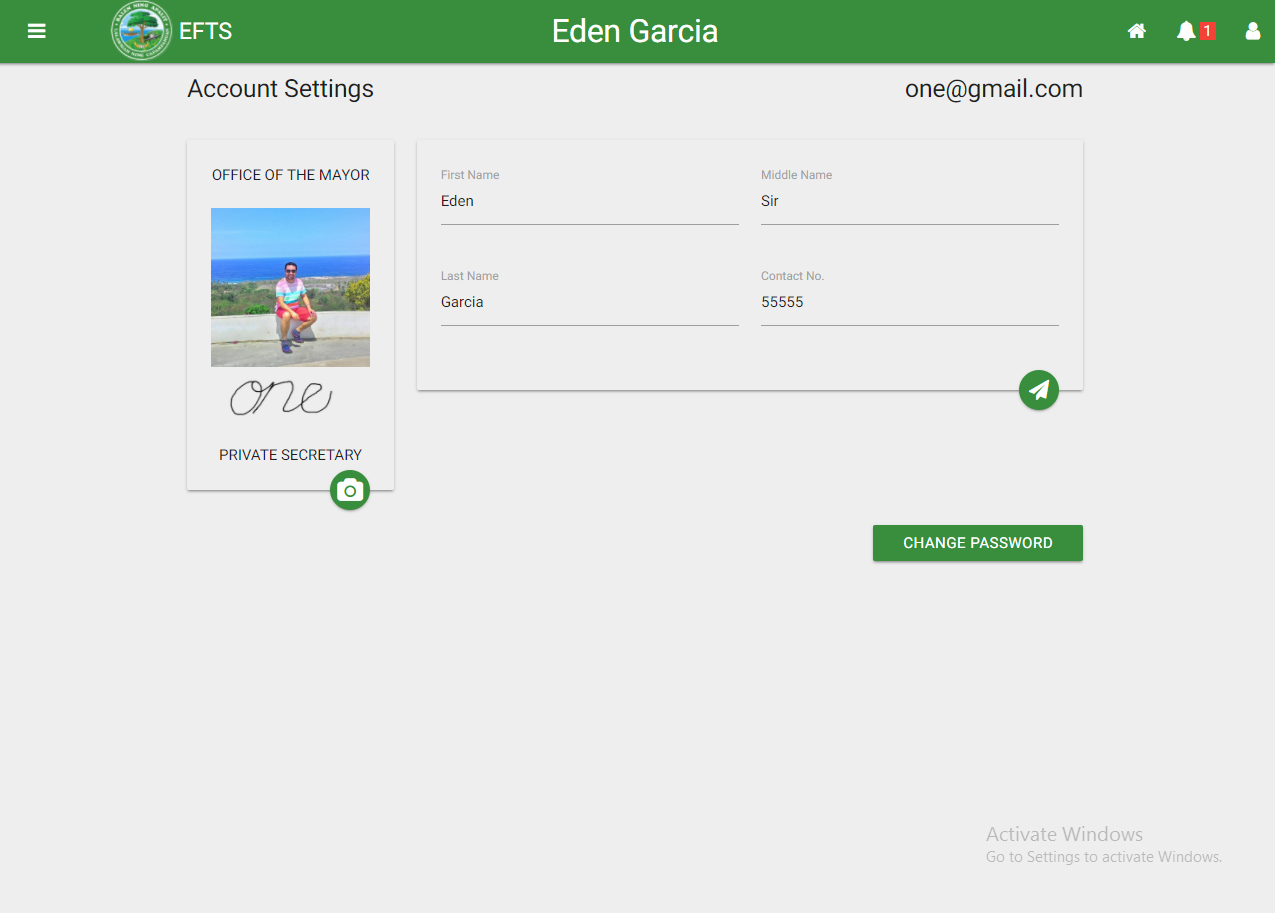 EFTS
Eden Garcia
1
Account Settings
one@gmail.com
OFFICE OF THE MAYOR
one
PRIVATE SECRETARY
First Name
Eden
Middle Name
Sir
Last Name
Garcia
Contact No.
55555
CHANGE PASSWORD
Activate Windows
Go to Settings to activate Windows.